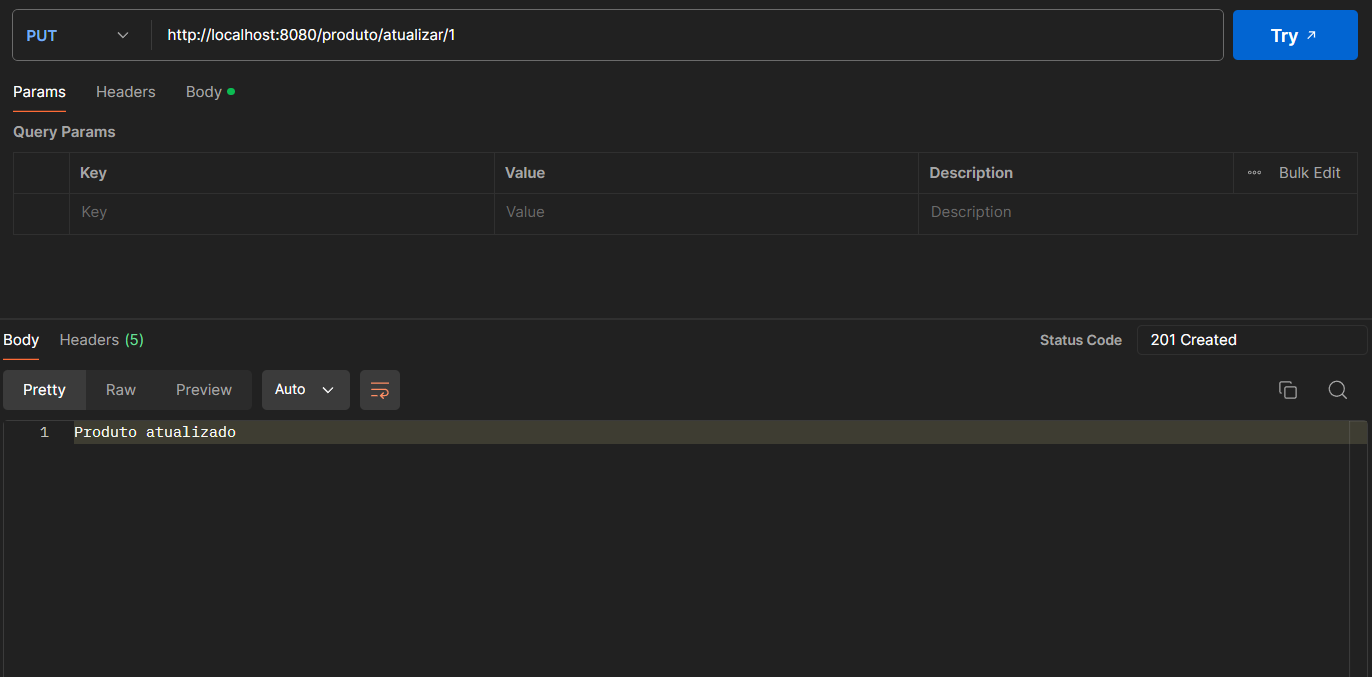 PUT http://localhost:8080/produto/atualizar/1 Try
Params Headers Body
Query Params
Key Value Description Bulk Edit
Key Value Description
Body Headers (5) Status Code 201 Created
Pretty Raw Preview Auto
1 Produto atualizado